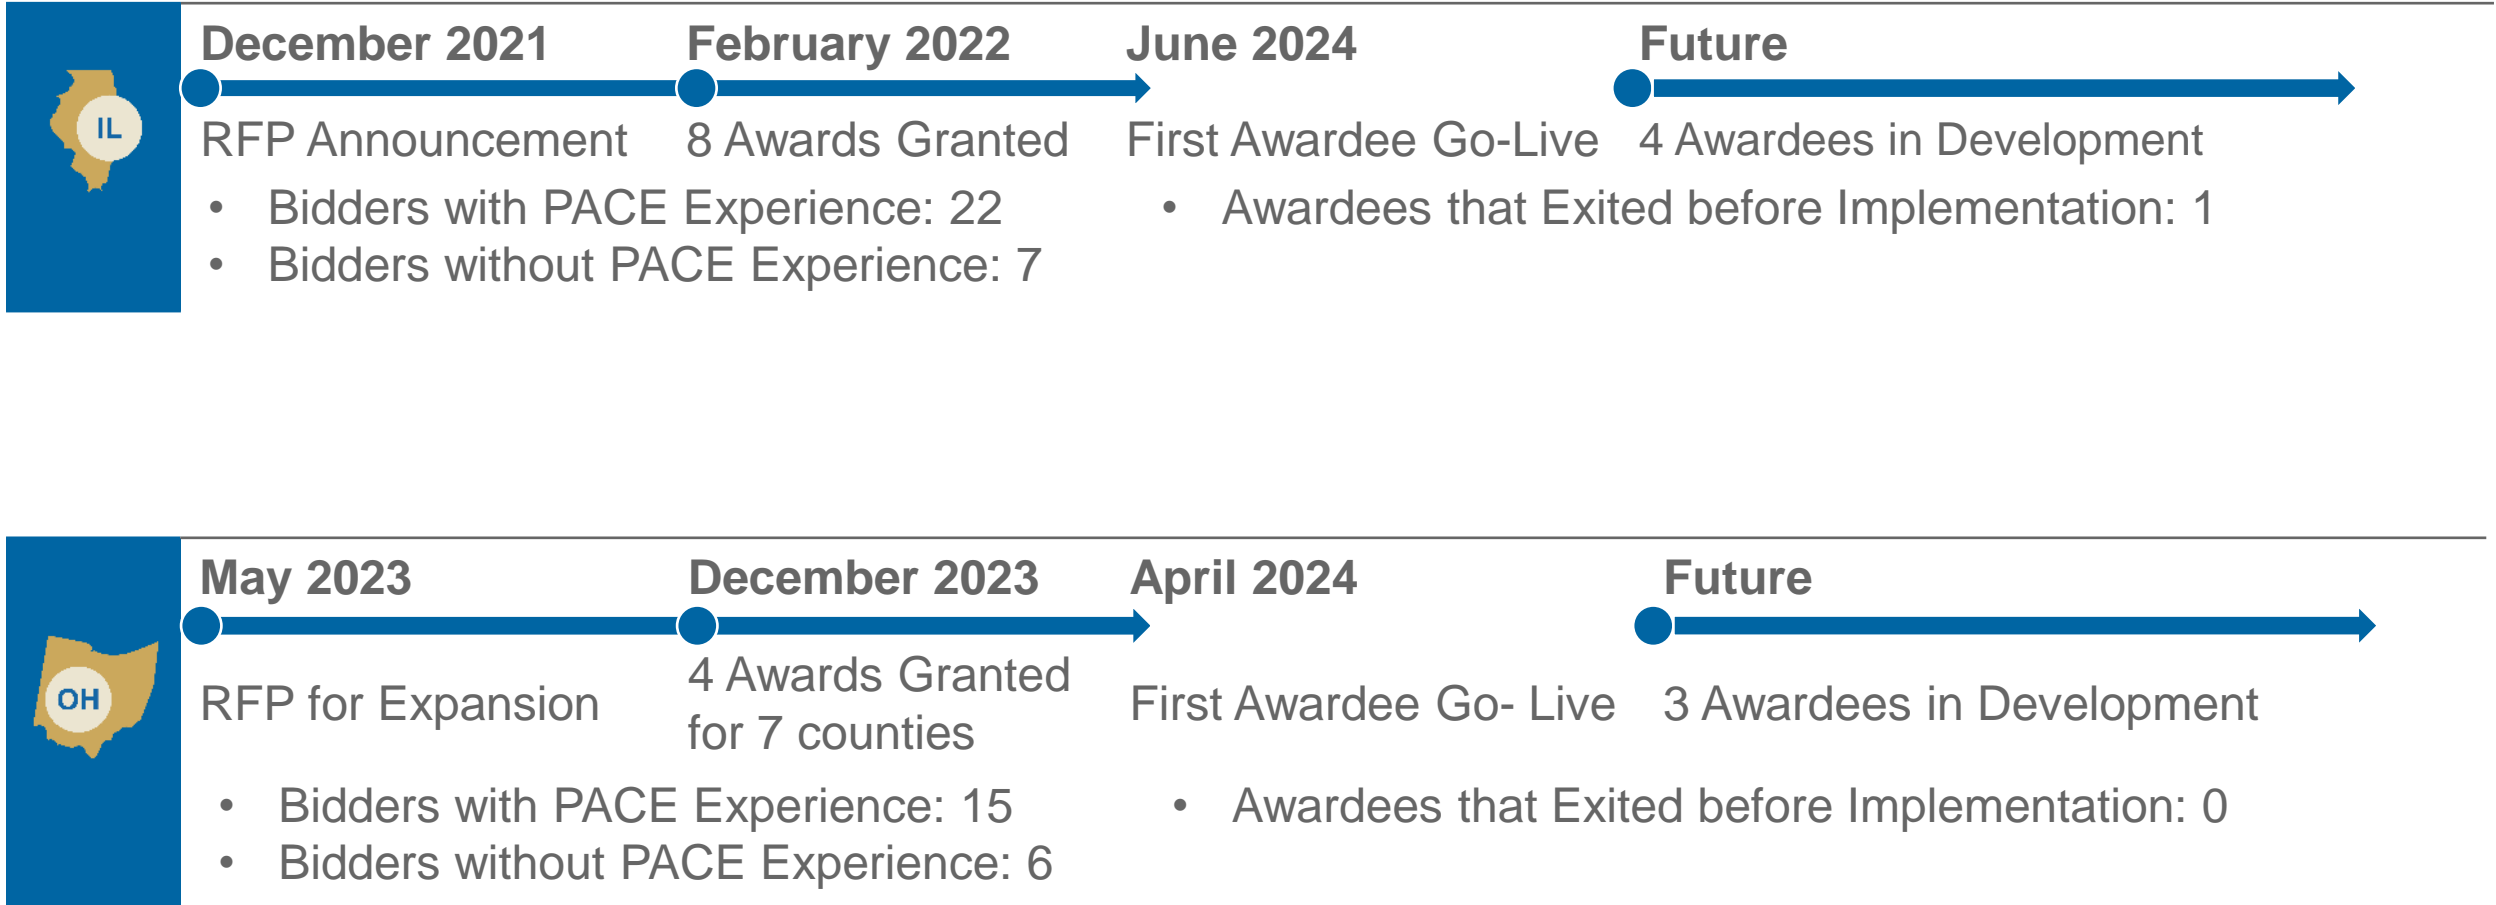 December 2021
February 2022
June 2024
Future
IL
RFP Announcement
8 Awards Granted
First Awardee Go-Live
4 Awardees in Development
• Bidders with PACE Experience: 22
• Bidders without PACE Experience: 7
• Awardees that Exited before Implementation: 1
May 2023
December 2023
April 2024
Future
OH
RFP for Expansion
4 Awards Granted
for 7 counties
First Awardee Go- Live
3 Awardees in Development
• Bidders with PACE Experience: 15
• Bidders without PACE Experience: 6
• Awardees that Exited before Implementation: 0